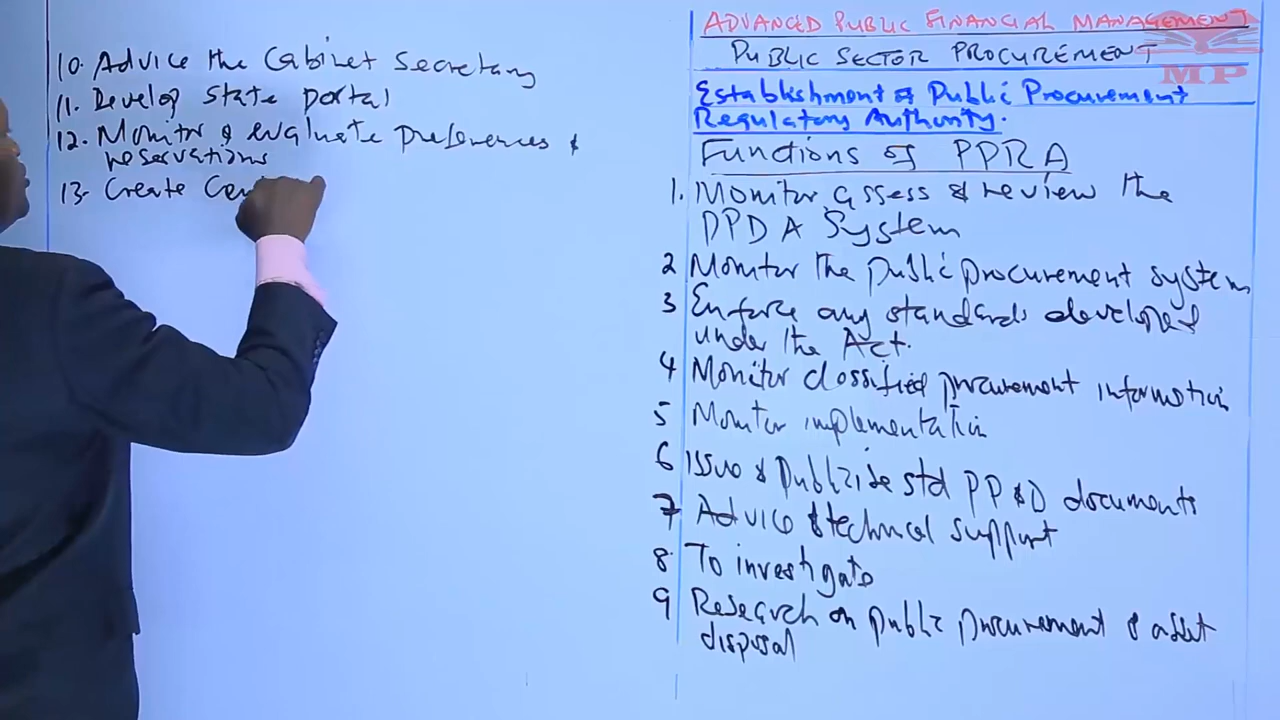 ADVANCED PUBLIC FINANCIAL MANAGEMENT
PUBLIC SECTOR PROCUREMENT
MP
Establishment of Public Procurement
Regulatory Authority.
Functions of PPRA
1. Monitor assess & review the
PPDA System
2 Monitor the public procurement system
3 Enforce any standards developed
under the Act.
4 Monitor classified procurement information
5 Monitor implementation
6 Issue & Publicise std PP&D documents
7 Advice & technical support
8. To investigate
9 Research on public procurement & asset
disposal
10. Advice the Cabinet Secretary
11. Develop State portal
12. Monitor & evaluate preferences &
reservations
13. Create